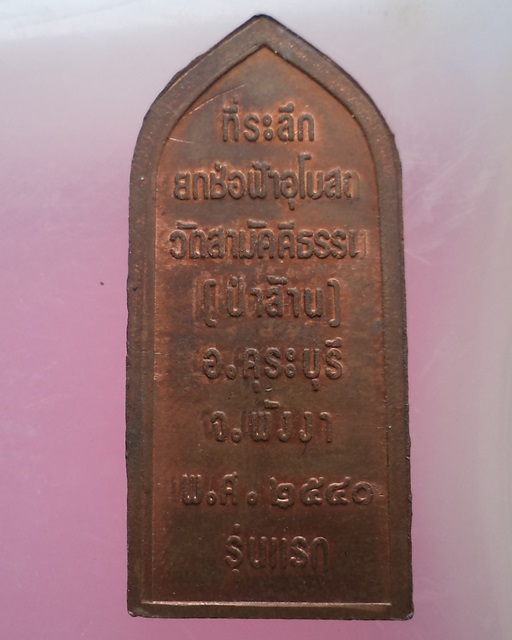 ที่ระลึก
ยกช่อฟ้าอุโบสถ
วัดสามัคคีธรรม
(ป่าส้าน)
อ.คุระบุรี
จ.พังงา
พ.ศ.๒๕๔๐
รุ่นแรก